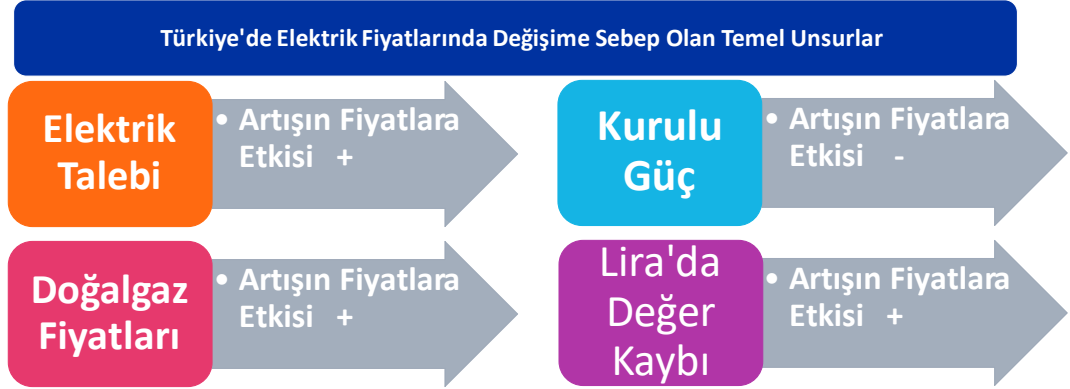 Türkiye'de Elektrik Fiyatlarında Değişime Sebep Olan Temel Unsurlar
Elektrik
Talebi
• Artışın Fiyatlara
Etkisi +
Kurulu
Güç
• Artışın Fiyatlara
Etkisi -
Doğalgaz
Fiyatları
• Artışın Fiyatlara
Etkisi +
Lira'da
Değer
Kaybı
• Artışın Fiyatlara
Etkisi +